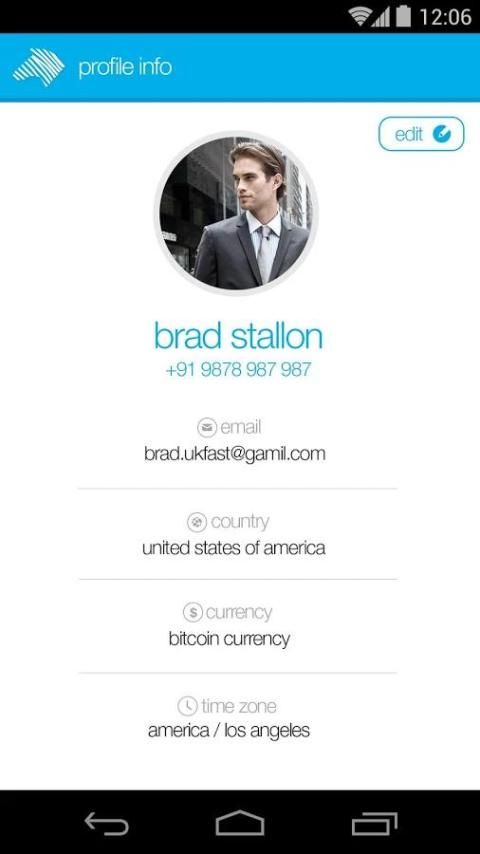 12:06
profile info
edit
brad stallon
+91 9878 987 987
email
brad.ukfast@gamil.com
country
united states of america
$ currency
bitcoin currency
time zone
america / los angeles